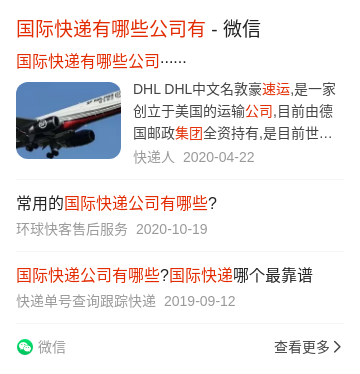 国际快递有哪些公司有 - 微信
国际快递有哪些公司······
DHL DHL中文名敦豪速运,是一家
创立于美国的运输公司,目前由德
国邮政集团全资持有,是目前世…
快递人 2020-04-22
常用的国际快递公司有哪些?
环球快客售后服务 2020-10-19
国际快递公司有哪些?国际快递哪个最靠谱
快递单号查询跟踪快递 2019-09-12
微信
查看更多